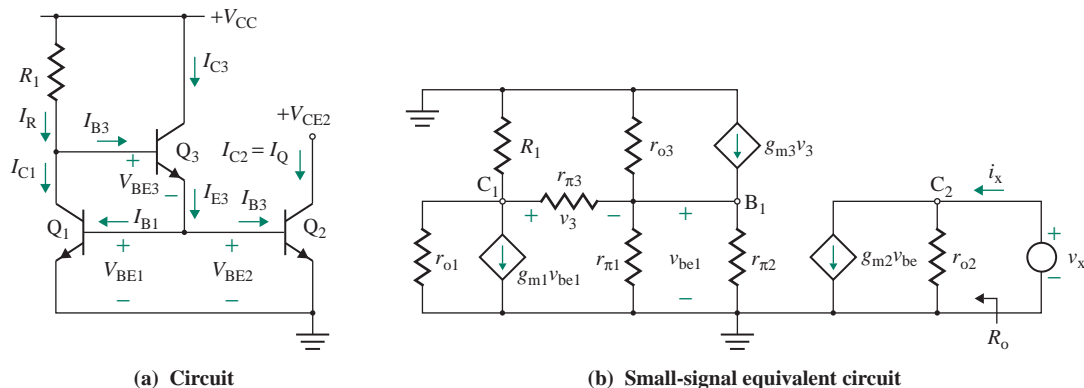 +V_CC
R_1
I_C3
I_R
I_B3
+V_CE2
Q_3
I_C2 = I_Q
I_C1
+
V_BE3
−
I_E3
I_B3
Q_1
I_B1
Q_2
+
V_BE1
−
+
V_BE2
−
(a) Circuit
R_1
r_o3
g_m3v_3
C_1
r_π3
+
v_3
−
+
B_1
C_2
i_x
r_o1
g_m1v_be1
r_π1
v_be1
−
r_π2
g_m2v_be
r_o2
+
v_x
−
R_o
(b) Small-signal equivalent circuit